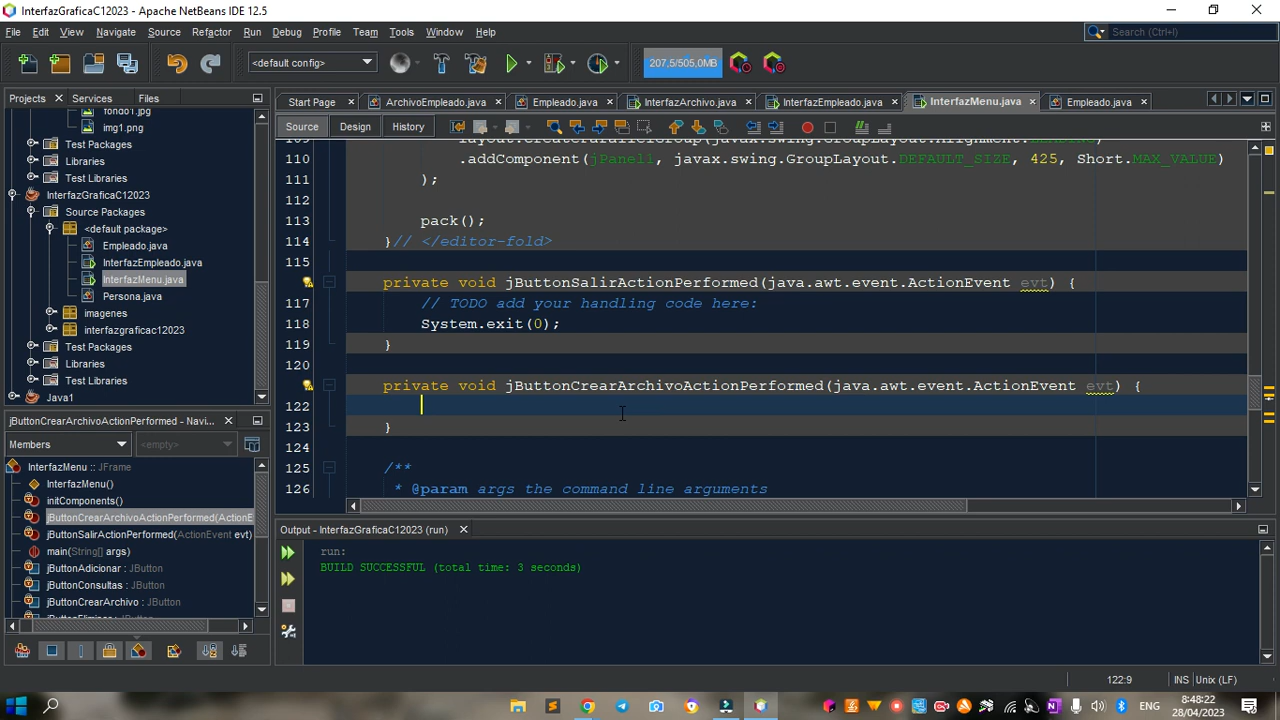 InterfazGraficaC12023 - Apache NetBeans IDE 12.5
File Edit View Navigate Source Refactor Run Debug Profile Team Tools Window Help
Search (Ctrl+I)
<default config>
207,5/505,0MB
Projects Services Files
fondo1.jpg
img1.png
Test Packages
Libraries
Test Libraries
InterfazGraficaC12023
Source Packages
<default package>
Empleado.java
InterfazEmpleado.java
InterfazMenu.java
Persona.java
imagenes
interfazgraficac12023
Test Packages
Libraries
Test Libraries
Java1
Start Page ArchivoEmpleado.java Empleado.java InterfazArchivo.java InterfazEmpleado.java InterfazMenu.java Empleado.java
Source Design History
110 .addComponent(jPanel1, javax.swing.GroupLayout.DEFAULT_SIZE, 425, Short.MAX_VALUE)
111 );
112
113 pack();
114 }// </editor-fold>
115
private void jButtonSalirActionPerformed(java.awt.event.ActionEvent evt) {
117 // TODO add your handling code here:
118 System.exit(0);
119 }
120
private void jButtonCrearArchivoActionPerformed(java.awt.event.ActionEvent evt) {
122
123 }
124
125 /**
126 * @param args the command line arguments
jButtonCrearArchivoActionPerformed - Navi...
Members <empty>
InterfazMenu :: JFrame
InterfazMenu()
initComponents()
jButtonCrearArchivoActionPerformed(ActionE
jButtonSalirActionPerformed(ActionEvent evt)
main(String[] args)
jButtonAdicionar : JButton
jButtonConsultas : JButton
jButtonCrearArchivo : JButton
Output - InterfazGraficaC12023 (run)
run:
BUILD SUCCESSFUL (total time: 3 seconds)
122:9 INS Unix (LF)
ENG
8:48:22
28/04/2023